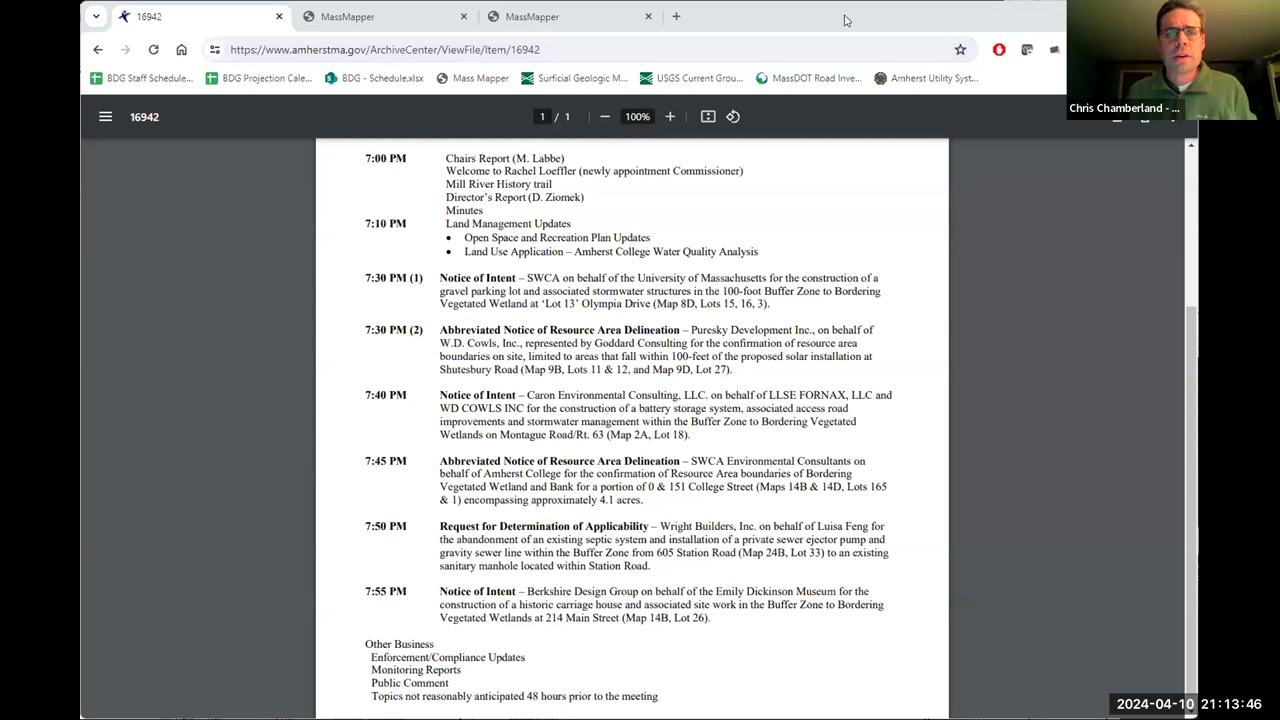 16942
MassMapper
MassMapper
https://www.amherstma.gov/ArchiveCenter/ViewFile/Item/16942
BDG Staff Schedule...
BDG Projection Cale...
BDG - Schedule.xlsx
Mass Mapper
Surficial Geologic M...
USGS Current Grou...
MassDOT Road Inve...
Amherst Utility Syst...
Chris Chamberland - ...
16942
1 / 1
100%
7:00 PM Chairs Report (M. Labbe)
Welcome to Rachel Loeffler (newly appointment Commissioner)
Mill River History trail
Director's Report (D. Ziomek)
Minutes
7:10 PM Land Management Updates
• Open Space and Recreation Plan Updates
• Land Use Application – Amherst College Water Quality Analysis
7:30 PM (1) Notice of Intent – SWCA on behalf of the University of Massachusetts for the construction of a
gravel parking lot and associated stormwater structures in the 100-foot Buffer Zone to Bordering
Vegetated Wetland at 'Lot 13' Olympia Drive (Map 8D, Lots 15, 16, 3).
7:30 PM (2) Abbreviated Notice of Resource Area Delineation – Puresky Development Inc., on behalf of
W.D. Cowls, Inc., represented by Goddard Consulting for the confirmation of resource area
boundaries on site, limited to areas that fall within 100-feet of the proposed solar installation at
Shutesbury Road (Map 9B, Lots 11 & 12, and Map 9D, Lot 27).
7:40 PM Notice of Intent – Caron Environmental Consulting, LLC. on behalf of LLSE FORNAX, LLC and
WD COWLS INC for the construction of a battery storage system, associated access road
improvements and stormwater management within the Buffer Zone to Bordering Vegetated
Wetlands on Montague Road/Rt. 63 (Map 2A, Lot 18).
7:45 PM Abbreviated Notice of Resource Area Delineation – SWCA Environmental Consultants on
behalf of Amherst College for the confirmation of Resource Area boundaries of Bordering
Vegetated Wetland and Bank for a portion of 0 & 151 College Street (Maps 14B & 14D, Lots 165
& 1) encompassing approximately 4.1 acres.
7:50 PM Request for Determination of Applicability – Wright Builders, Inc. on behalf of Luisa Feng for
the abandonment of an existing septic system and installation of a private sewer ejector pump and
gravity sewer line within the Buffer Zone from 605 Station Road (Map 24B, Lot 33) to an existing
sanitary manhole located within Station Road.
7:55 PM Notice of Intent – Berkshire Design Group on behalf of the Emily Dickinson Museum for the
construction of a historic carriage house and associated site work in the Buffer Zone to Bordering
Vegetated Wetlands at 214 Main Street (Map 14B, Lot 26).
Other Business
Enforcement/Compliance Updates
Monitoring Reports
Public Comment
Topics not reasonably anticipated 48 hours prior to the meeting
2024-04-10 21:13:46